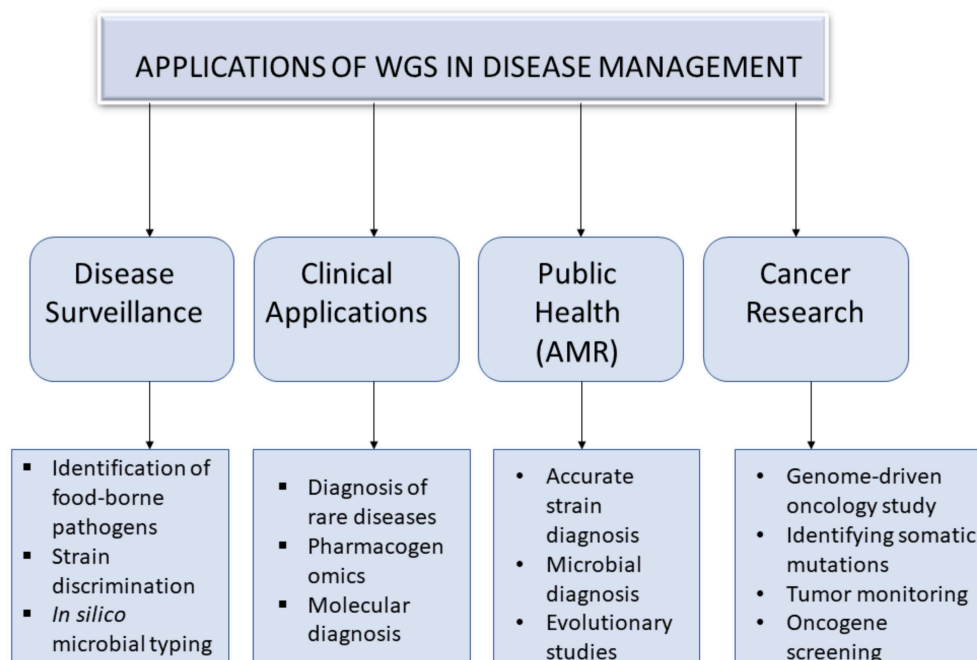 APPLICATIONS OF WGS IN DISEASE MANAGEMENT
Disease
Surveillance
Clinical
Applications
Public
Health
(AMR)
Cancer
Research
▪ Identification of
food-borne
pathogens
▪ Strain
discrimination
▪ In silico
microbial typing
▪ Diagnosis of
rare diseases
▪ Pharmacogen
omics
▪ Molecular
diagnosis
• Accurate
strain
diagnosis
• Microbial
diagnosis
• Evolutionary
studies
• Genome-driven
oncology study
• Identifying somatic
mutations
• Tumor monitoring
• Oncogene
screening